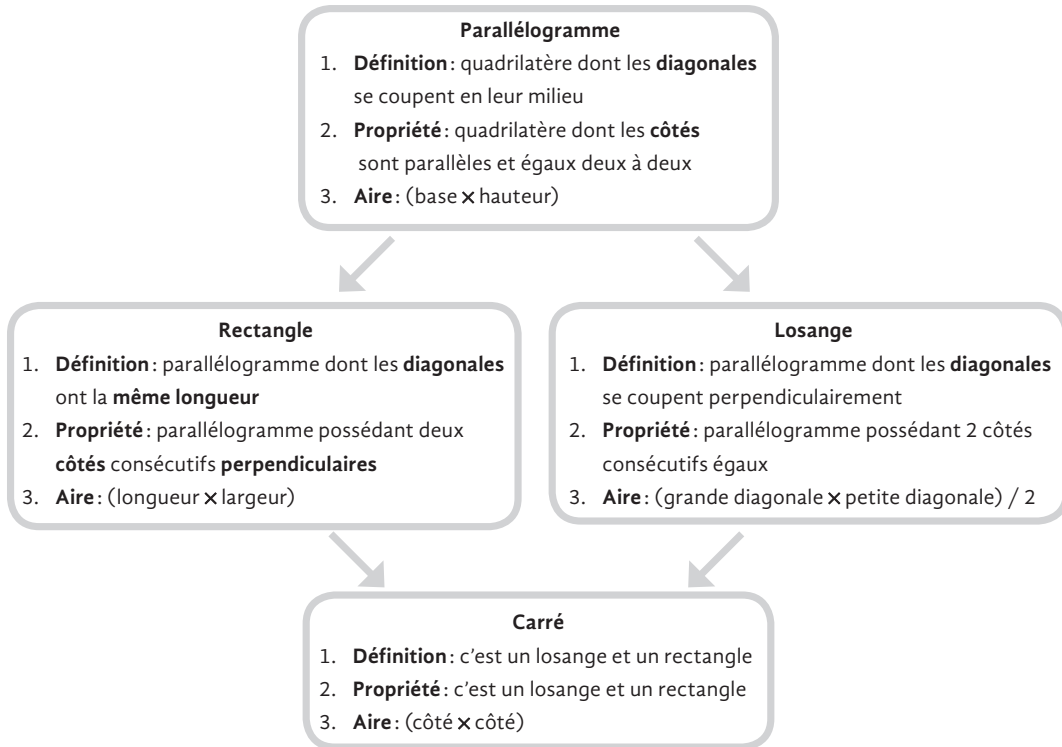 Parallélogramme
1. Définition : quadrilatère dont les diagonales
se coupent en leur milieu
2. Propriété : quadrilatère dont les côtés
sont parallèles et égaux deux à deux
3. Aire : (base × hauteur)
Rectangle
1. Définition : parallélogramme dont les diagonales
ont la même longueur
2. Propriété : parallélogramme possédant deux
côtés consécutifs perpendiculaires
3. Aire : (longueur × largeur)
Losange
1. Définition : parallélogramme dont les diagonales
se coupent perpendiculairement
2. Propriété : parallélogramme possédant 2 côtés
consécutifs égaux
3. Aire : (grande diagonale × petite diagonale) / 2
Carré
1. Définition : c'est un losange et un rectangle
2. Propriété : c'est un losange et un rectangle
3. Aire : (côté × côté)